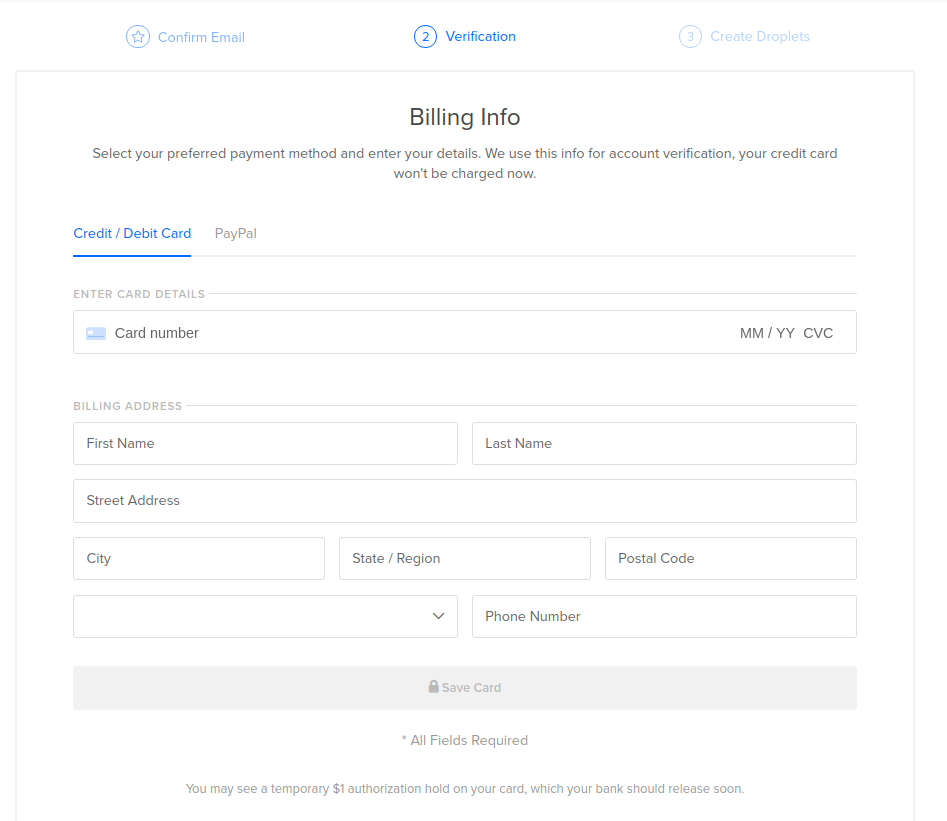 Confirm Email
2 Verification
3 Create Droplets
Billing Info
Select your preferred payment method and enter your details. We use this info for account verification, your credit card
won't be charged now.
Credit / Debit Card PayPal
ENTER CARD DETAILS
Card number MM / YY CVC
BILLING ADDRESS
First Name Last Name
Street Address
City State / Region Postal Code
Phone Number
Save Card
* All Fields Required
You may see a temporary $1 authorization hold on your card, which your bank should release soon.